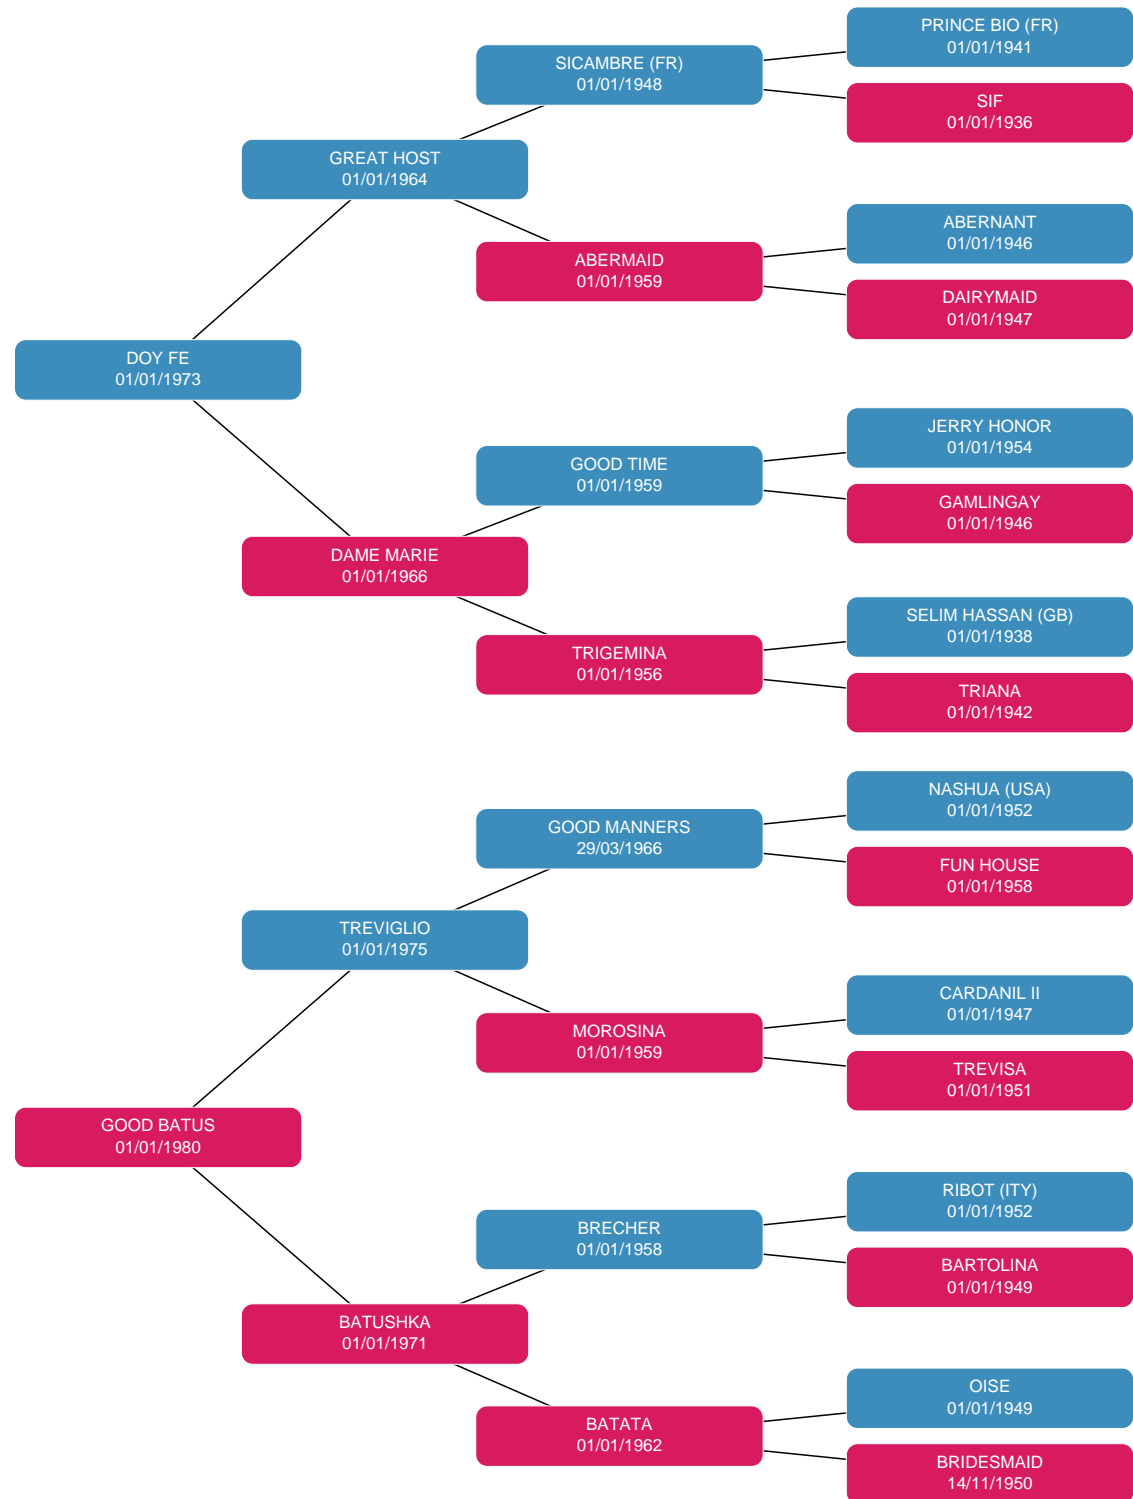 PRINCE BIO (FR)
01/01/1941
SICAMBRE (FR)
01/01/1948
SIF
01/01/1936
GREAT HOST
01/01/1964
ABERNANT
01/01/1946
ABERMAID
01/01/1959
DAIRYMAID
01/01/1947
DOY FE
01/01/1973
JERRY HONOR
01/01/1954
GOOD TIME
01/01/1959
GAMLINGAY
01/01/1946
DAME MARIE
01/01/1966
SELIM HASSAN (GB)
01/01/1938
TRIGEMINA
01/01/1956
TRIANA
01/01/1942
NASHUA (USA)
01/01/1952
GOOD MANNERS
29/03/1966
FUN HOUSE
01/01/1958
TREVIGLIO
01/01/1975
CARDANIL II
01/01/1947
MOROSINA
01/01/1959
TREVISA
01/01/1951
GOOD BATUS
01/01/1980
RIBOT (ITY)
01/01/1952
BRECHER
01/01/1958
BARTOLINA
01/01/1949
BATUSHKA
01/01/1971
OISE
01/01/1949
BATATA
01/01/1962
BRIDESMAID
14/11/1950